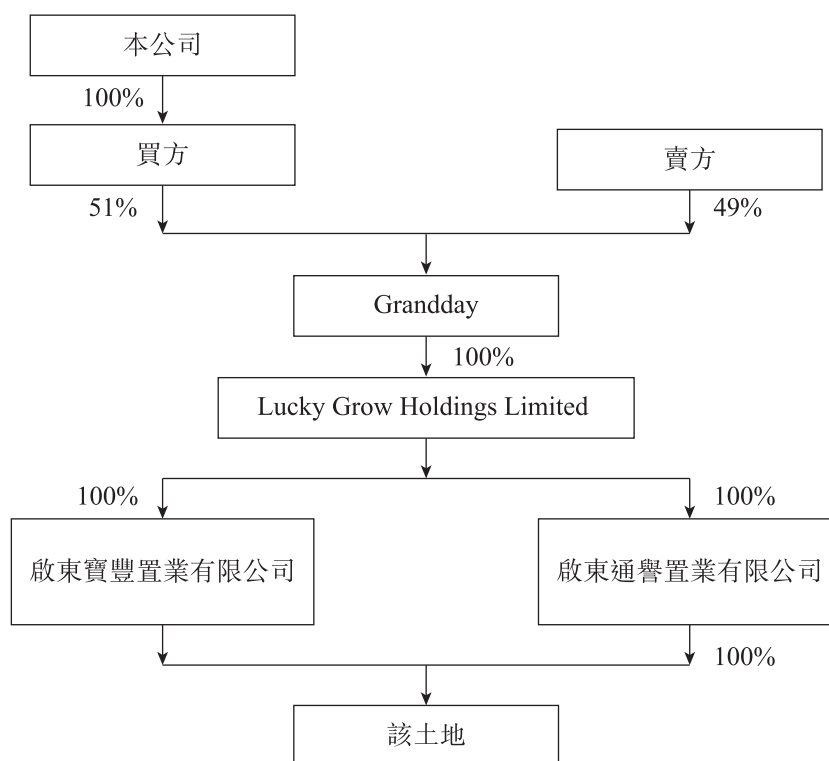 本公司
100%
買方
賣方
51%
49%
Grandday
100%
Lucky Grow Holdings Limited
100%
100%
啟東寶豐置業有限公司
啟東通譽置業有限公司
100%
該土地